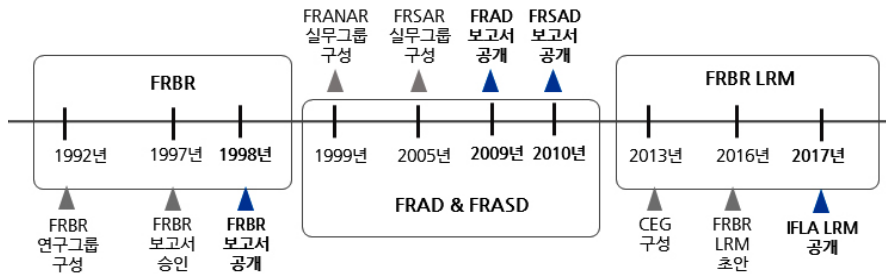 FRANAR
실무그룹
구성
FRSAR
실무그룹
구성
FRAD
보고서
공개
FRSAD
보고서
공개
FRBR
FRBR LRM
1992년
1997년
1998년
1999년
2005년
2009년
2010년
2013년
2016년
2017년
FRAD & FRASD
FRBR
연구그룹
구성
FRBR
보고서
승인
FRBR
보고서
공개
CEG
구성
FRBR
LRM
초안
IFLA LRM
공개